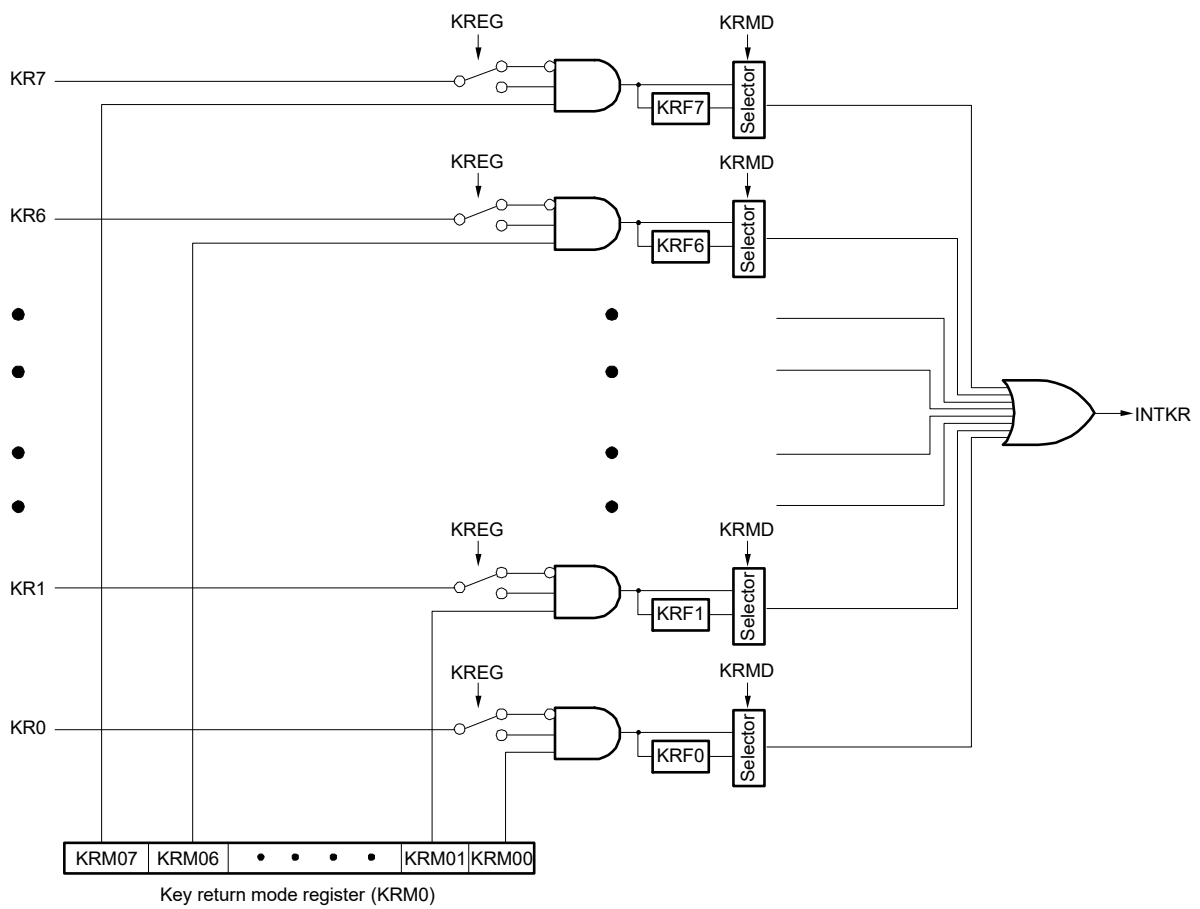 KREG KRMD
KR7
KRF7
Selector
KREG KRMD
KR6
KRF6
Selector
INTKR
KREG KRMD
KR1
KRF1
Selector
KREG KRMD
KR0
KRF0
Selector
KRM07 KRM06 KRM01 KRM00
Key return mode register (KRM0)